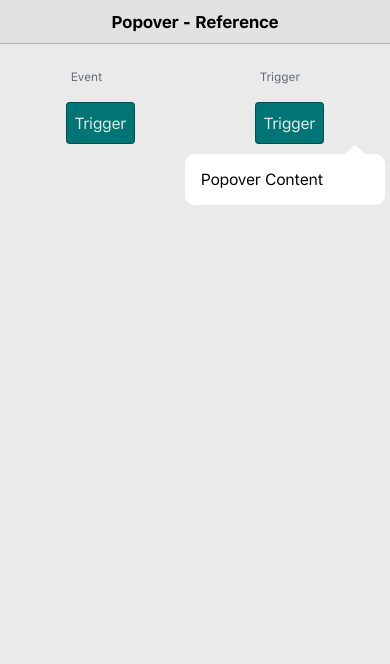 Popover - Reference
Event
Trigger
Trigger
Trigger
Popover Content